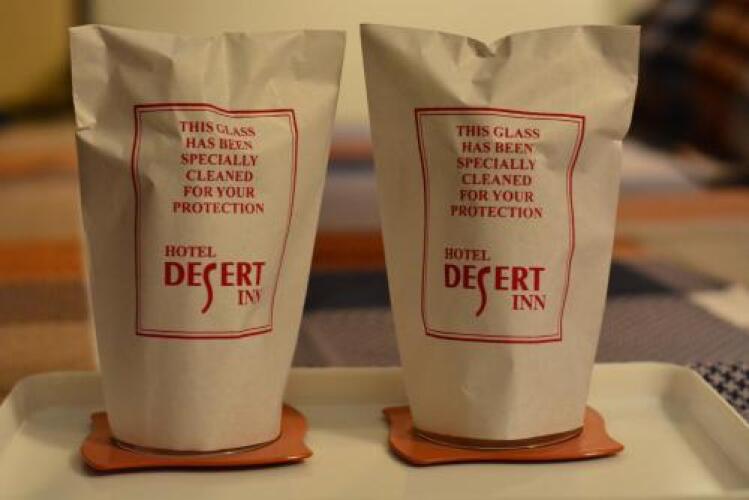 THIS GLASS
HAS BEEN
SPECIALLY
CLEANED
FOR YOUR
PROTECTION
HOTEL
DESERT
INN
THIS GLASS
HAS BEEN
SPECIALLY
CLEANED
FOR YOUR
PROTECTION
HOTEL
DESERT
INN